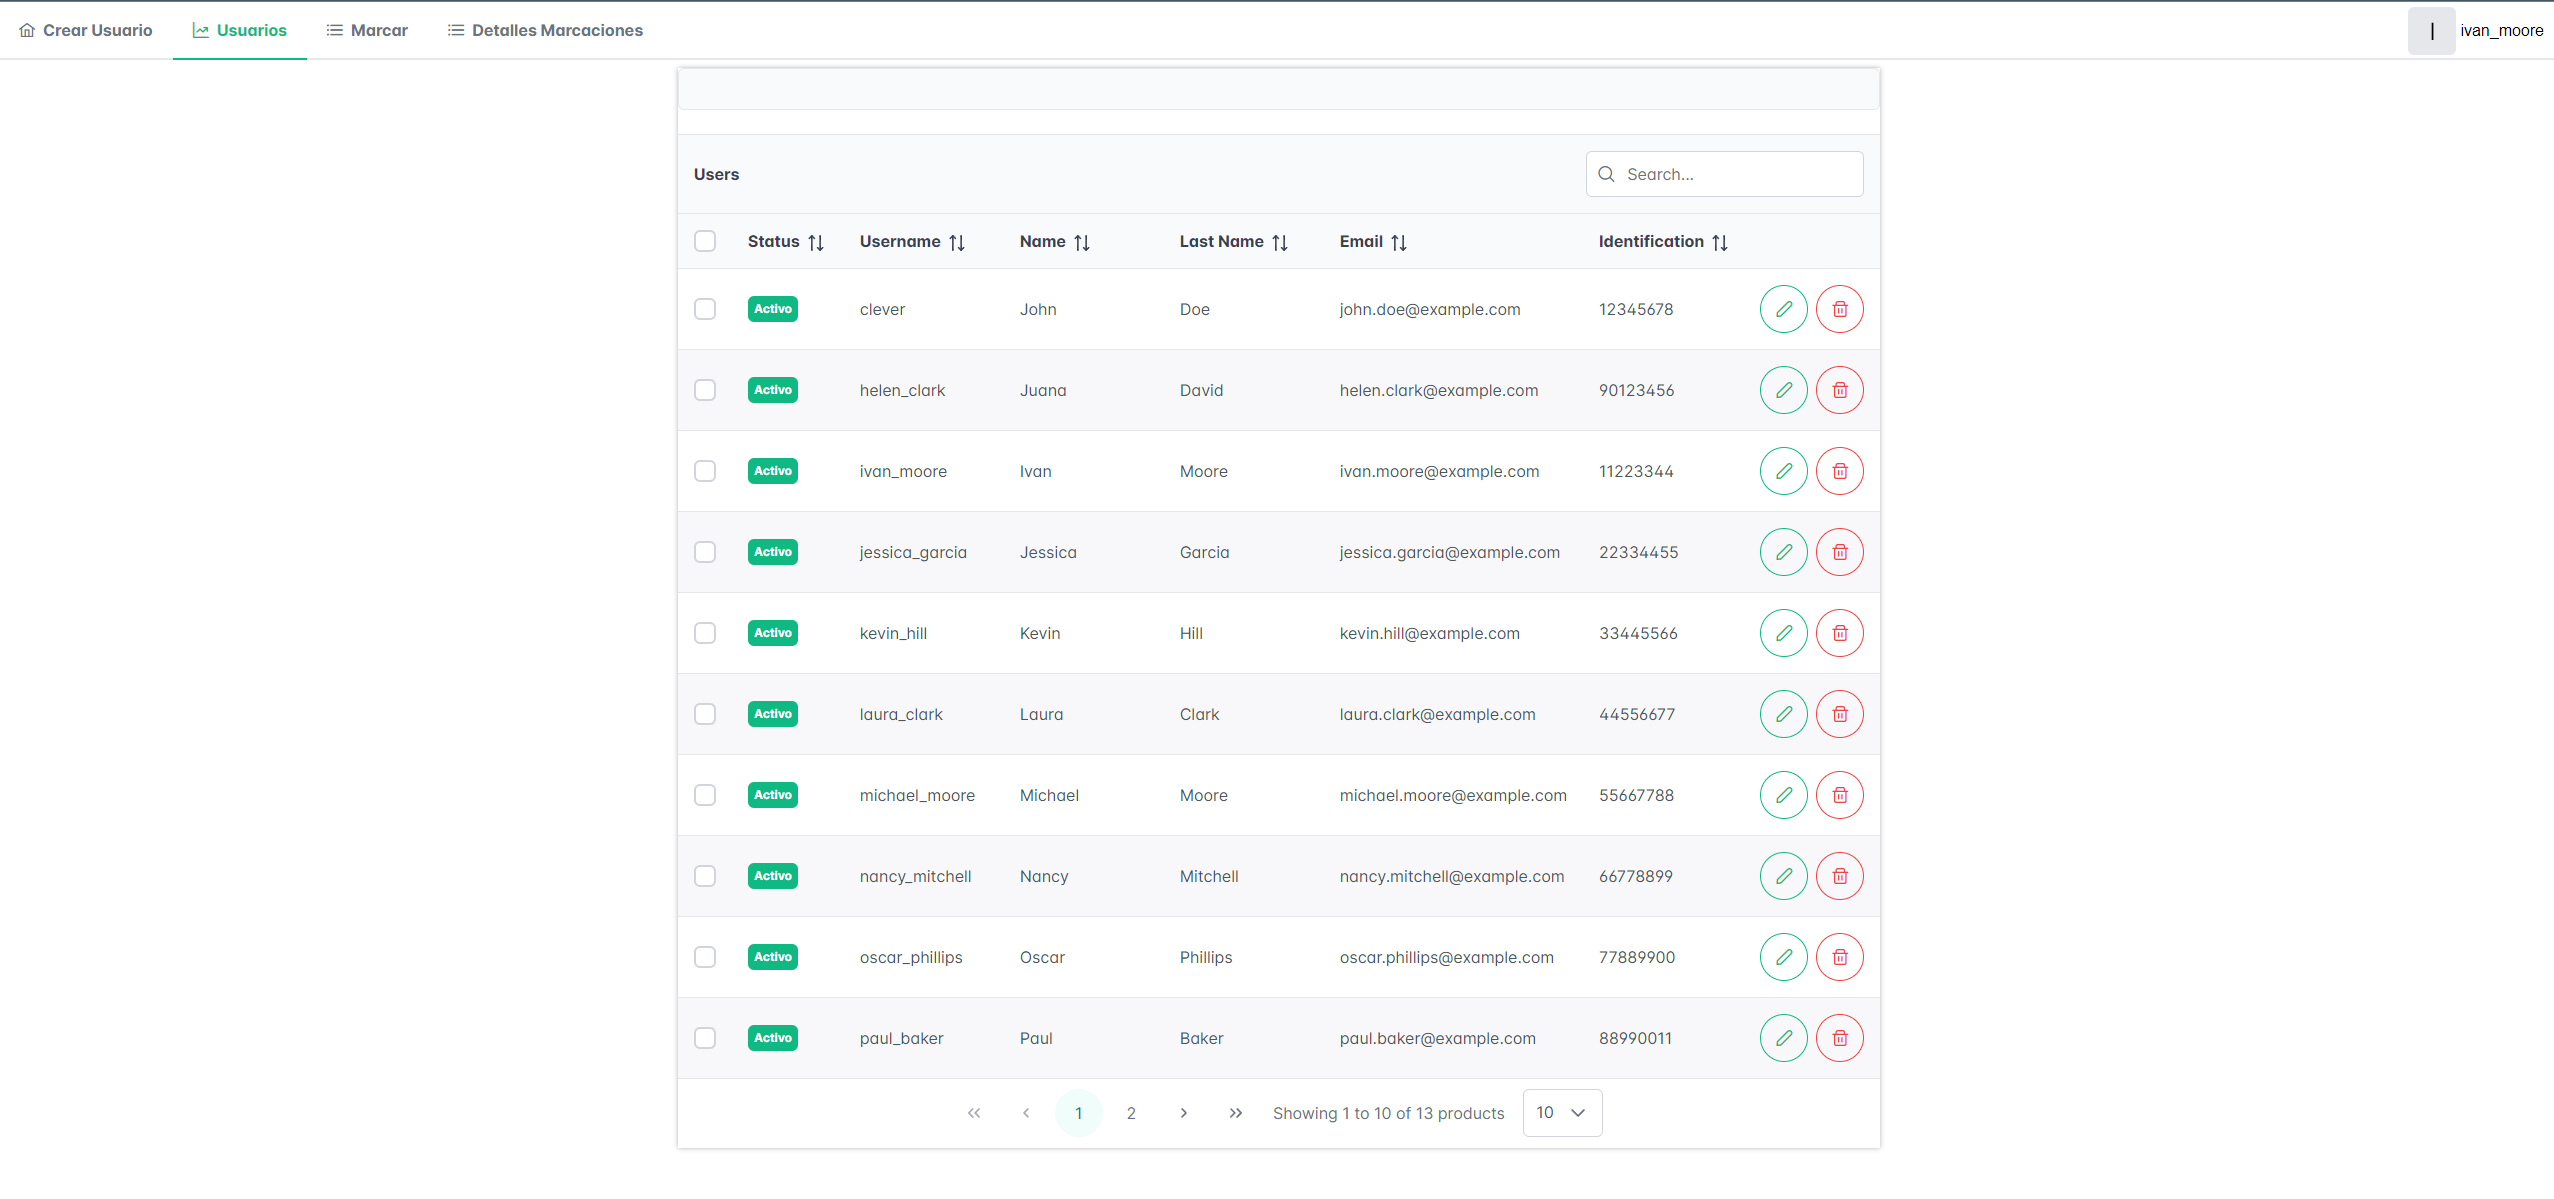 Crear Usuario Usuarios Marcar Detalles Marcaciones ivan_moore
Users Search...
Status Username Name Last Name Email Identification
Activo clever John Doe john.doe@example.com 12345678
Activo helen_clark Juana David helen.clark@example.com 90123456
Activo ivan_moore Ivan Moore ivan.moore@example.com 11223344
Activo jessica_garcia Jessica Garcia jessica.garcia@example.com 22334455
Activo kevin_hill Kevin Hill kevin.hill@example.com 33445566
Activo laura_clark Laura Clark laura.clark@example.com 44556677
Activo michael_moore Michael Moore michael.moore@example.com 55667788
Activo nancy_mitchell Nancy Mitchell nancy.mitchell@example.com 66778899
Activo oscar_phillips Oscar Phillips oscar.phillips@example.com 77889900
Activo paul_baker Paul Baker paul.baker@example.com 88990011
1 2 Showing 1 to 10 of 13 products 10